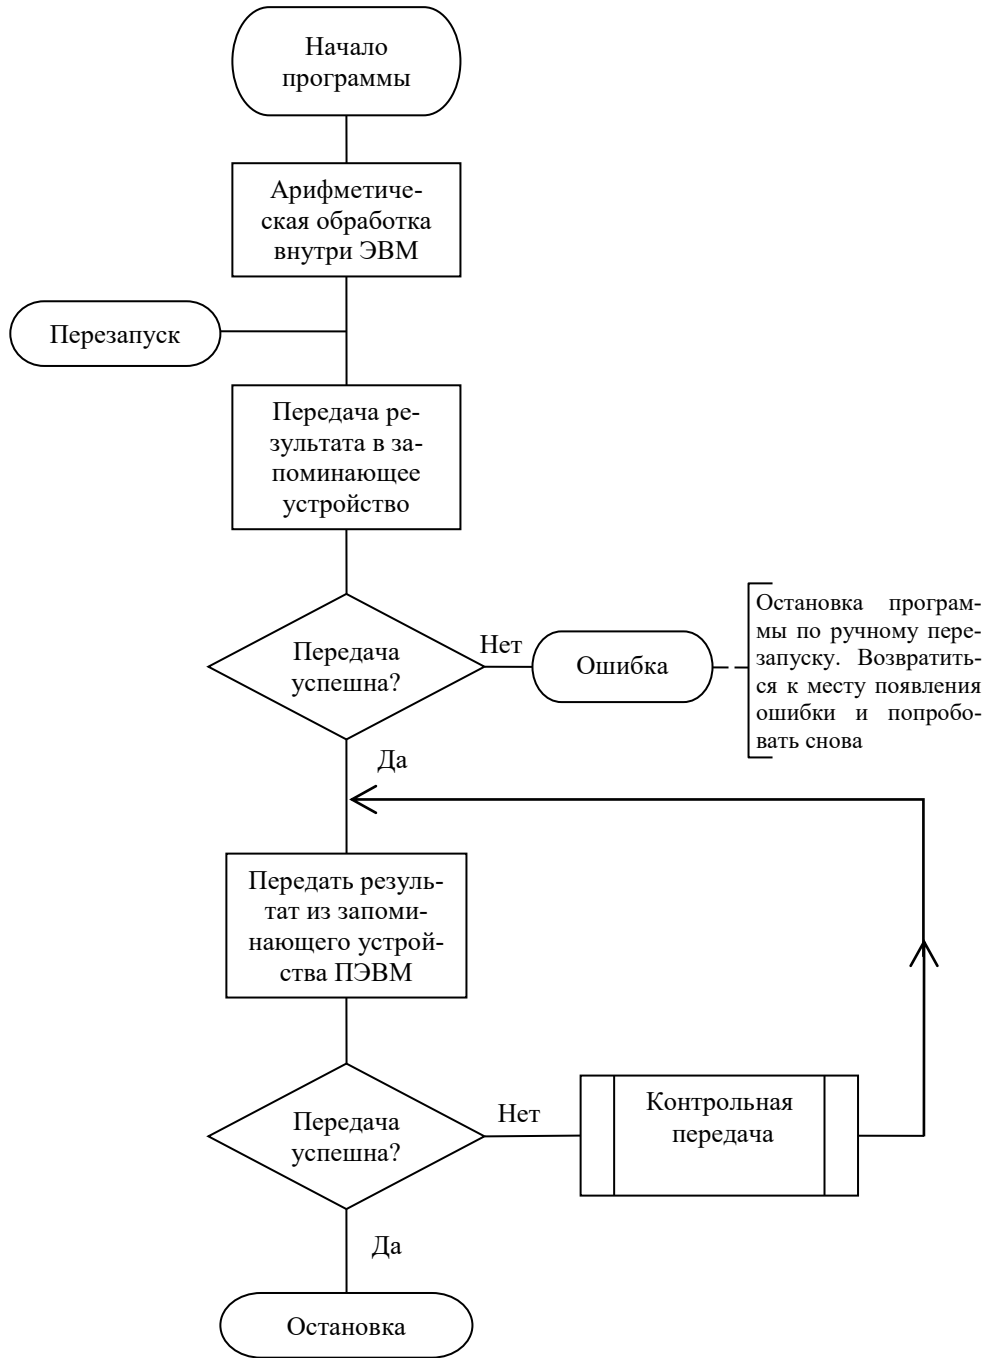 Начало
программы
Арифметиче-
ская обработка
внутри ЭВМ
Перезапуск
Передача ре-
зультата в за-
поминающее
устройство
Передача
успешна?
Нет
Ошибка
Остановка програм-
мы по ручному пере-
запуску. Возвратить-
ся к месту появления
ошибки и попробо-
вать снова
Да
Передать резуль-
тат из запоми-
нающего устрой-
ства ПЭВМ
Передача
успешна?
Нет
Контрольная
передача
Да
Остановка